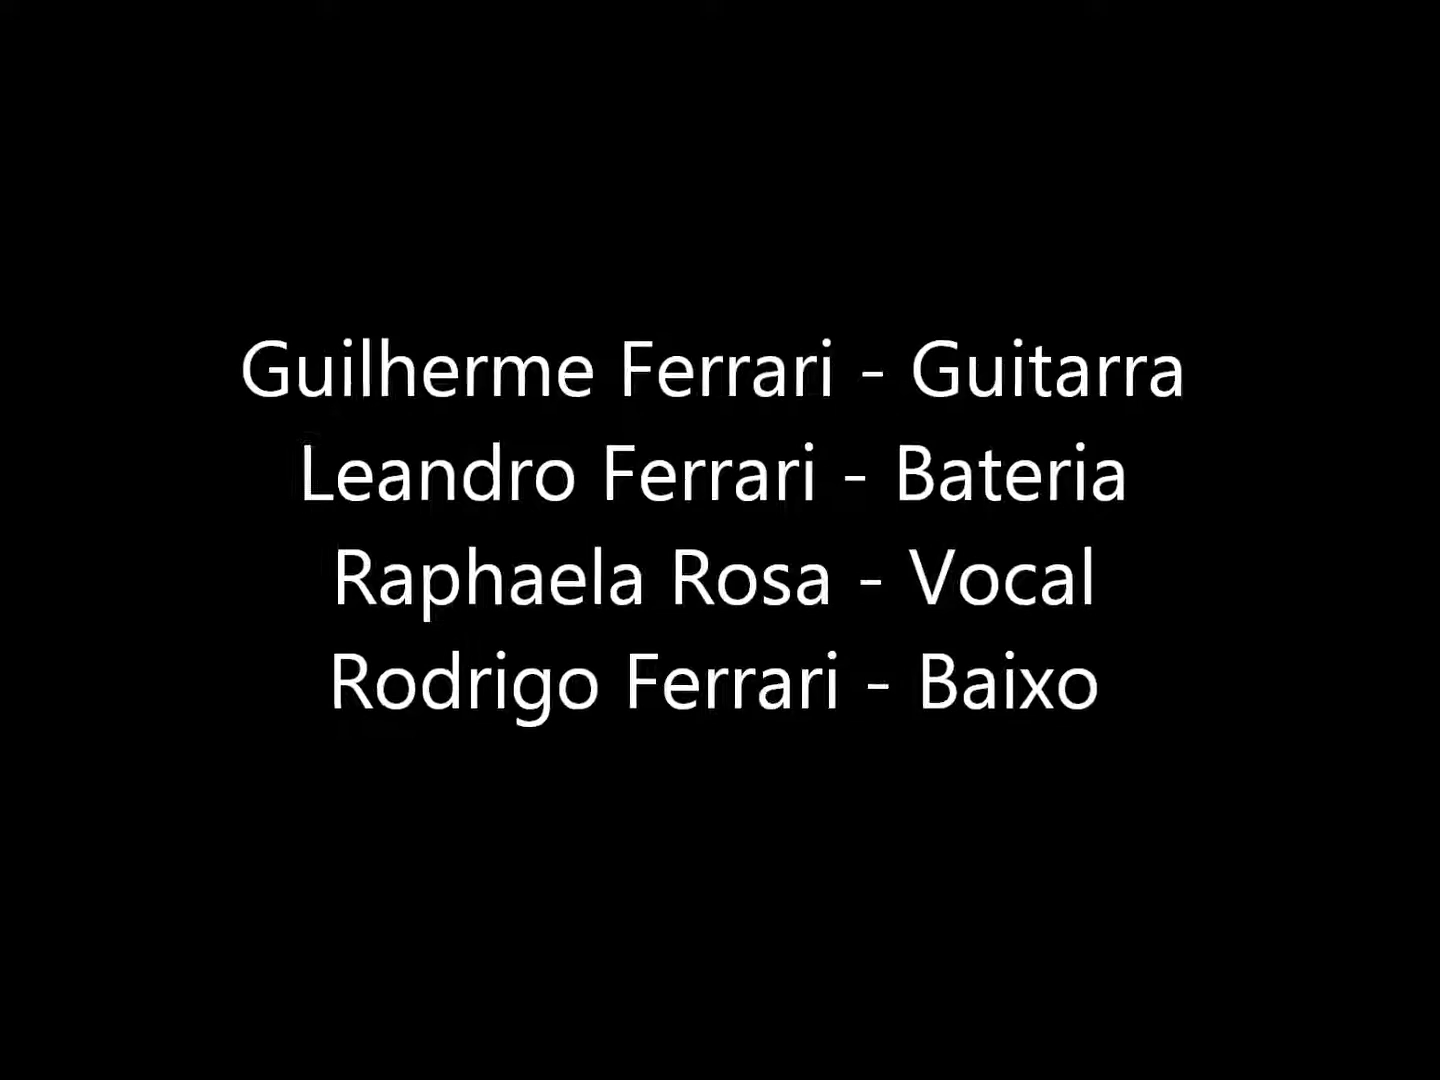 Guilherme Ferrari - Guitarra
Leandro Ferrari - Bateria
Raphaela Rosa - Vocal
Rodrigo Ferrari - Baixo